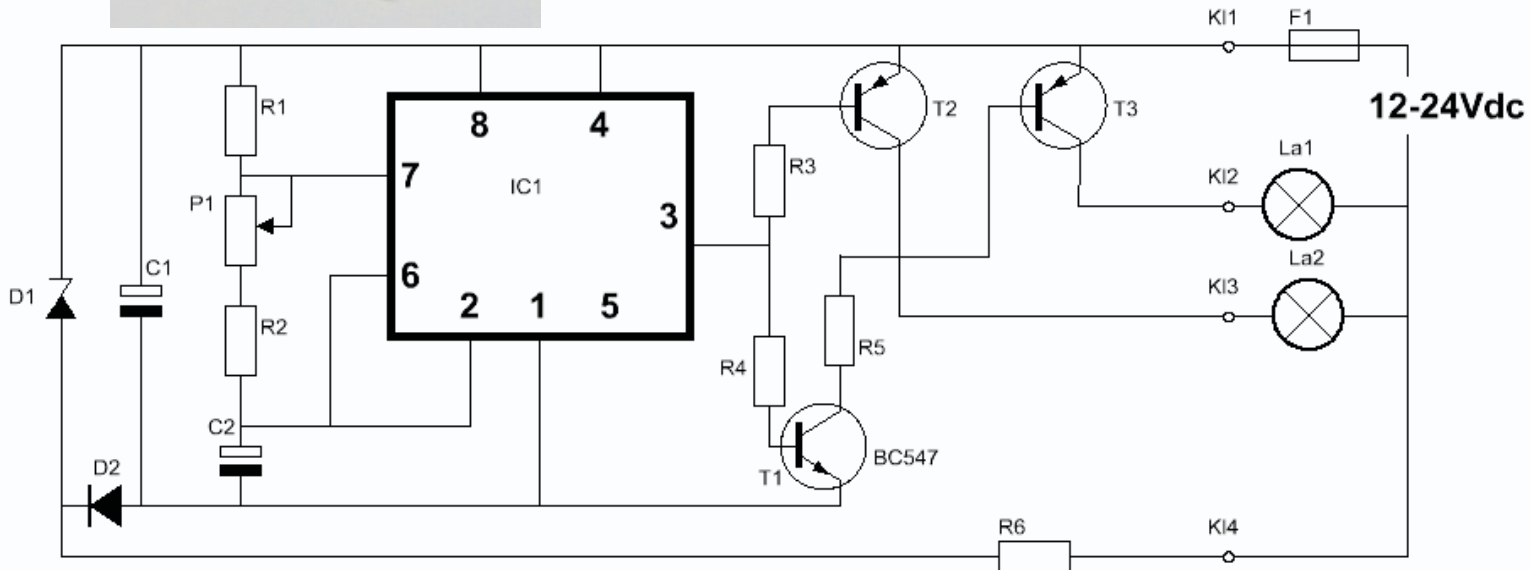 Kl1 F1
12-24Vdc
R1 8 4 T2 T3
La1
R3
7 IC1
Kl2
P1
3
La2
C1
6
Kl3
D1
2 1 5
R2
R4 R5
C2
BC547
D2
T1
R6 Kl4